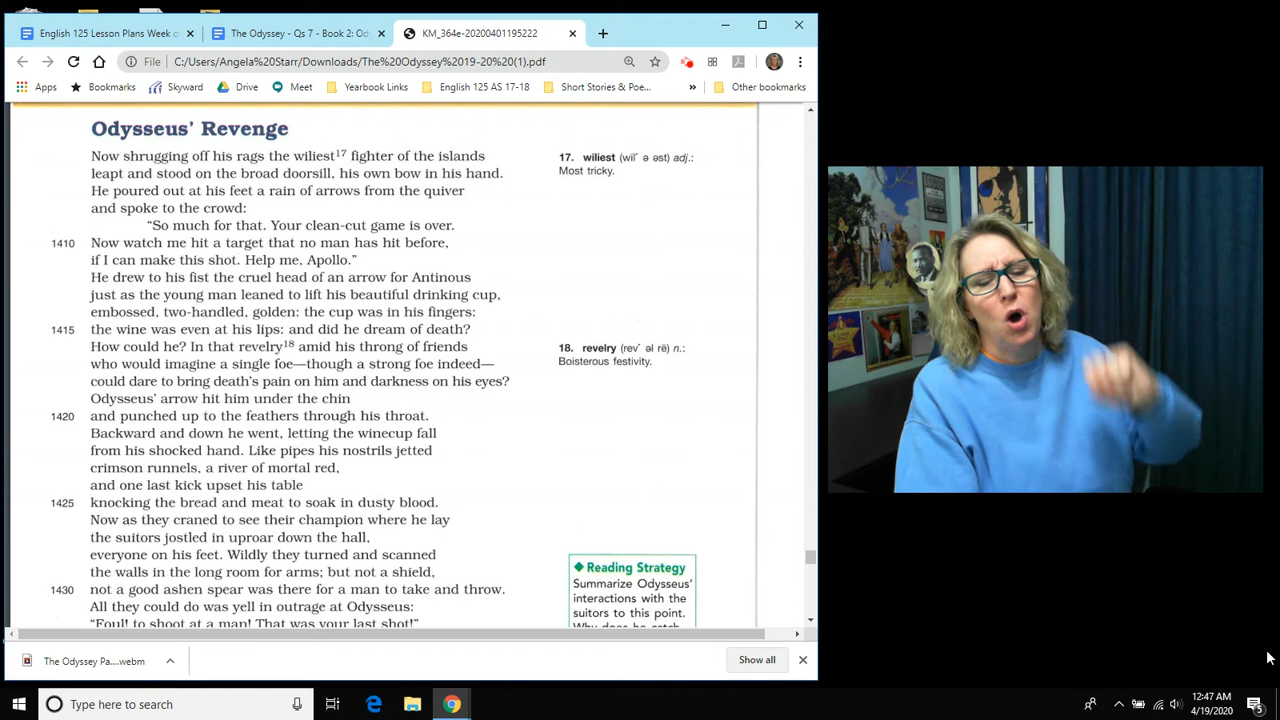 English 125 Lesson Plans Week o
The Odyssey - Qs 7 - Book 2: Od
KM_364e-20200401195222
File
C:/Users/Angela%20Starr/Downloads/The%20Odyssey%2019-20%20(1).pdf
Apps
Bookmarks
Skyward
Drive
Meet
Yearbook Links
English 125 AS 17-18
Short Stories & Poe...
»
Other bookmarks
Odysseus' Revenge
Now shrugging off his rags the wiliest17 fighter of the islands
leapt and stood on the broad doorsill, his own bow in his hand.
He poured out at his feet a rain of arrows from the quiver
and spoke to the crowd:
"So much for that. Your clean-cut game is over.
1410 Now watch me hit a target that no man has hit before,
if I can make this shot. Help me, Apollo."
He drew to his fist the cruel head of an arrow for Antinous
just as the young man leaned to lift his beautiful drinking cup,
embossed, two-handled, golden: the cup was in his fingers:
1415 the wine was even at his lips: and did he dream of death?
How could he? In that revelry18 amid his throng of friends
who would imagine a single foe—though a strong foe indeed—
could dare to bring death's pain on him and darkness on his eyes?
Odysseus' arrow hit him under the chin
1420 and punched up to the feathers through his throat.
Backward and down he went, letting the winecup fall
from his shocked hand. Like pipes his nostrils jetted
crimson runnels, a river of mortal red,
and one last kick upset his table
1425 knocking the bread and meat to soak in dusty blood.
Now as they craned to see their champion where he lay
the suitors jostled in uproar down the hall,
everyone on his feet. Wildly they turned and scanned
the walls in the long room for arms; but not a shield,
1430 not a good ashen spear was there for a man to take and throw.
All they could do was yell in outrage at Odysseus:
"Foul! to shoot at a man! That was your last shot!"
17. wiliest (wil′ ə əst) adj.:
Most tricky.
18. revelry (rev′ əl rē) n.:
Boisterous festivity.
◆ Reading Strategy
Summarize Odysseus'
interactions with the
suitors to this point.
Why does he catch
The Odyssey Pa....webm
Show all
Type here to search
12:47 AM
4/19/2020
5